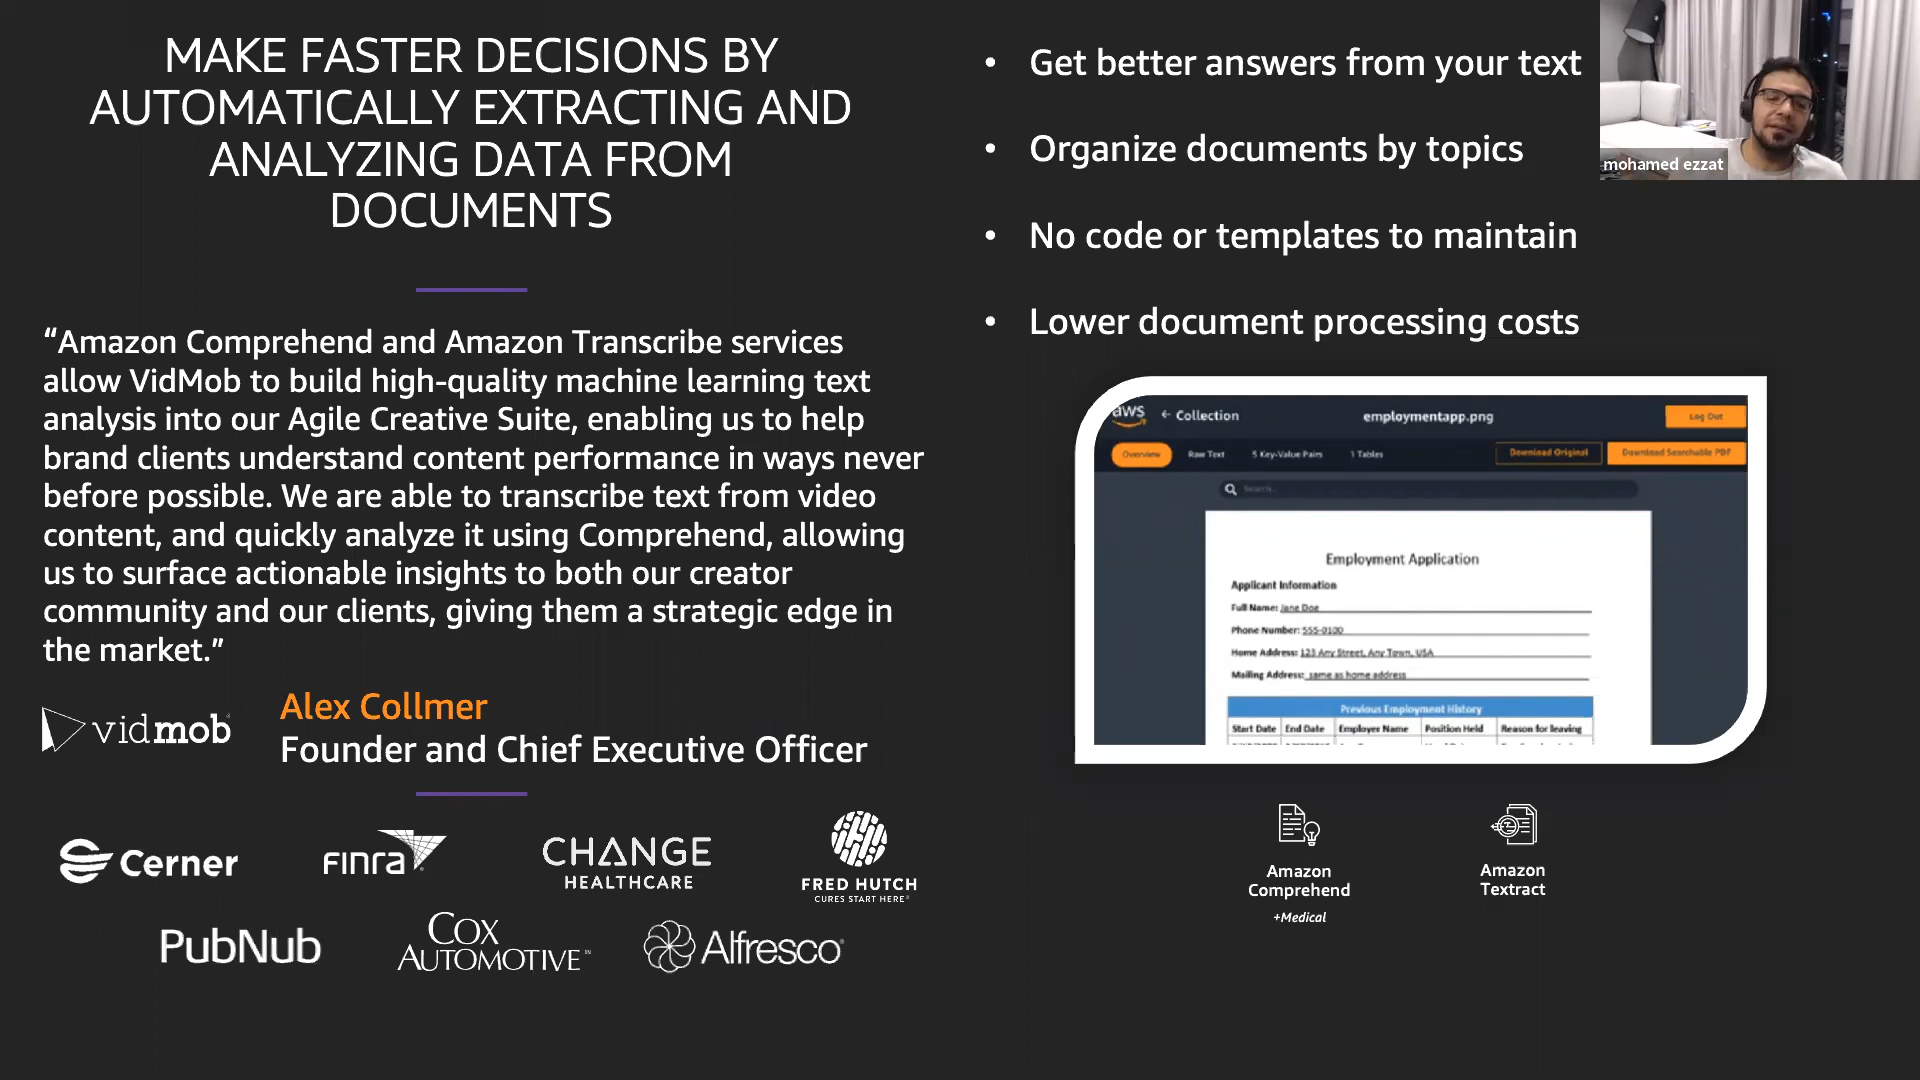 MAKE FASTER DECISIONS BY
AUTOMATICALLY EXTRACTING AND
ANALYZING DATA FROM
DOCUMENTS
“Amazon Comprehend and Amazon Transcribe services
allow VidMob to build high-quality machine learning text
analysis into our Agile Creative Suite, enabling us to help
brand clients understand content performance in ways never
before possible. We are able to transcribe text from video
content, and quickly analyze it using Comprehend, allowing
us to surface actionable insights to both our creator
community and our clients, giving them a strategic edge in
the market.”
vidmob
Alex Collmer
Founder and Chief Executive Officer
Cerner
FINRA
CHANGE
HEALTHCARE
FRED HUTCH
CURES START HERE®
PubNub
COX
AUTOMOTIVE™
Alfresco
• Get better answers from your text
• Organize documents by topics
• No code or templates to maintain
• Lower document processing costs
mohamed ezzat
aws ← Collection employmentapp.png Log Out
Overview Raw Text 5 Key-Value Pairs 1 Tables Download Original Download Searchable PDF
Search...
Employment Application
Applicant Information
Full Name: Jane Doe
Phone Number: 555-0100
Home Address: 123 Any Street, Any Town, USA
Mailing Address: same as home address
Previous Employment History
Start Date End Date Employer Name Position Held Reason for leaving
Amazon
Comprehend
+Medical
Amazon
Textract